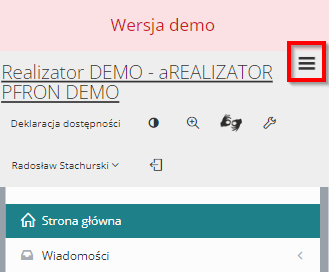 Wersja demo
Realizator DEMO - aREALIZATOR
PFRON DEMO
Deklaracja dostępności
Radosław Stachurski
Strona główna
Wiadomości